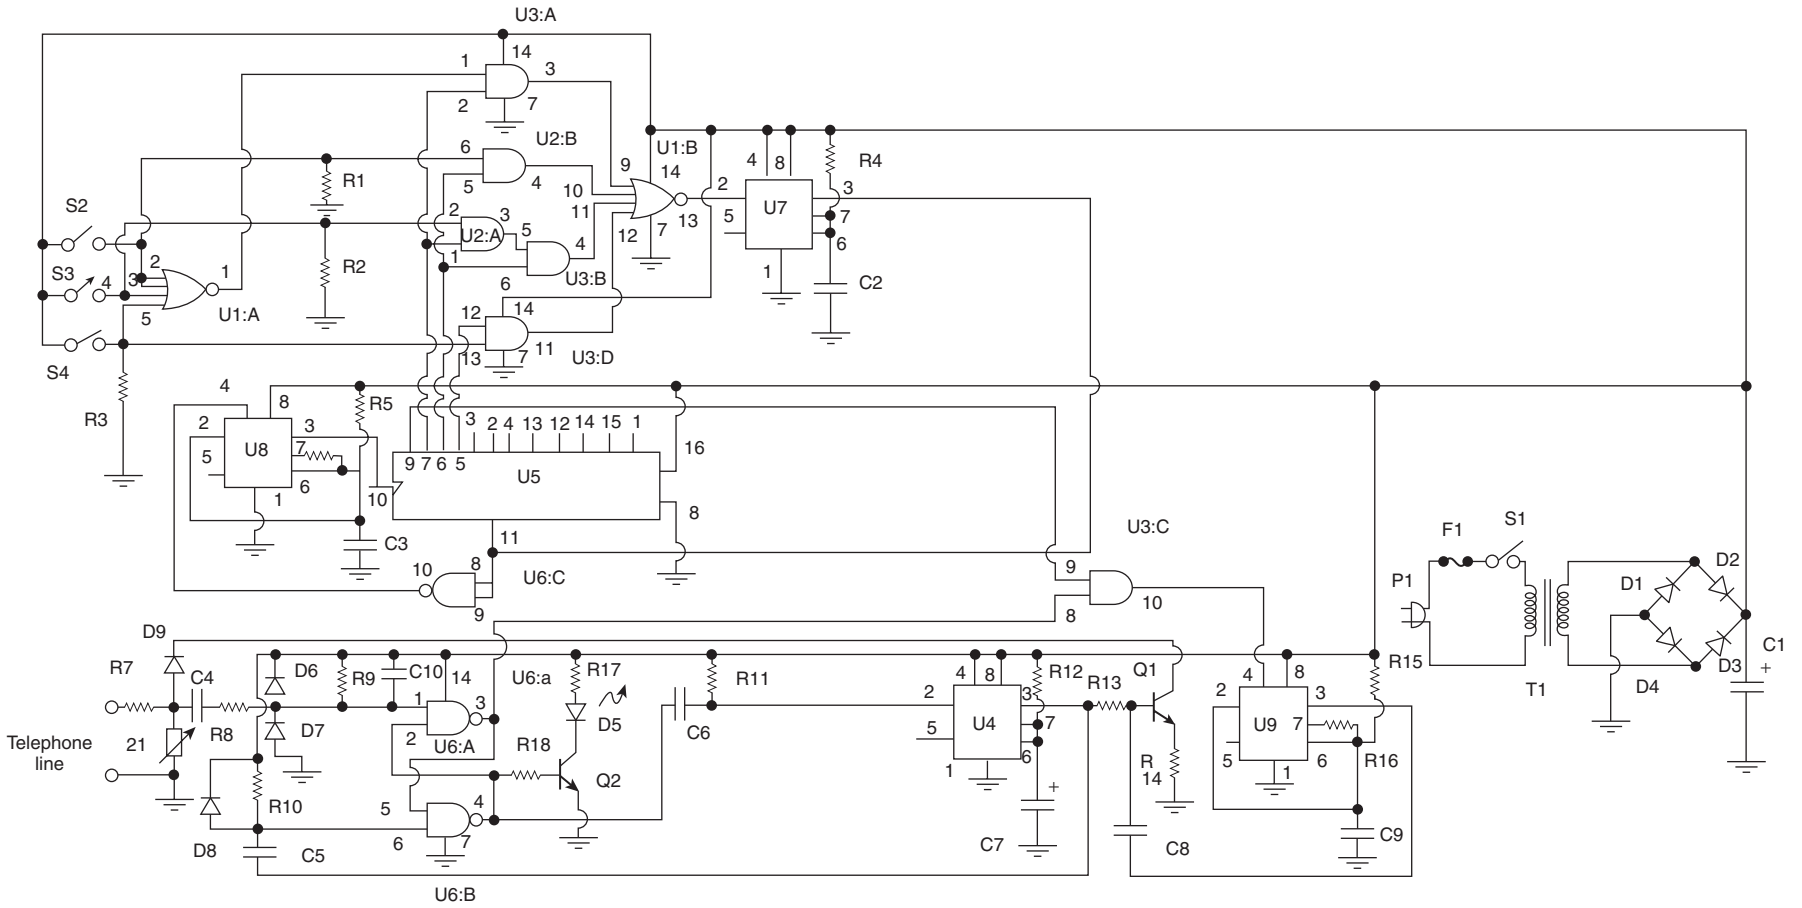 U3:A
1 14 3
2 7
U2:B
6 4
5
R1
U1:B
9 14
10
11
12 7 13
2 4 8 3
5 U7 7
6
1
R4
C2
S2
S3
S4
2
4 3
5
1
U1:A
R2
R3
2 3
U2:A
1
5 4
U3:B
6
12 14
13 7 11
U3:D
4 8
2 3
U8 7
5 6
1
R5
C3
3 2 4 13 12 14 15 1
9 7 6 5
U5
10
16
8
11
10 8
9
U6:C
U3:C
9
8 10
F1 S1
P1
T1
D1 D2
D4 D3
C1
+
D9
R7
C4
R8
21
Telephone
line
D6
D7
R9
C10
14
1 3
2
U6:A
U6:a
R17
D5
R18
Q2
R10
D8
C5
5 4
6 7
U6:B
R11
C6
4 8
2 3
U4 7
5 6
1
R12
R13
+
C7
Q1
R
14
C8
4 8
2 3
U9 7
5 6
1
R15
R16
C9